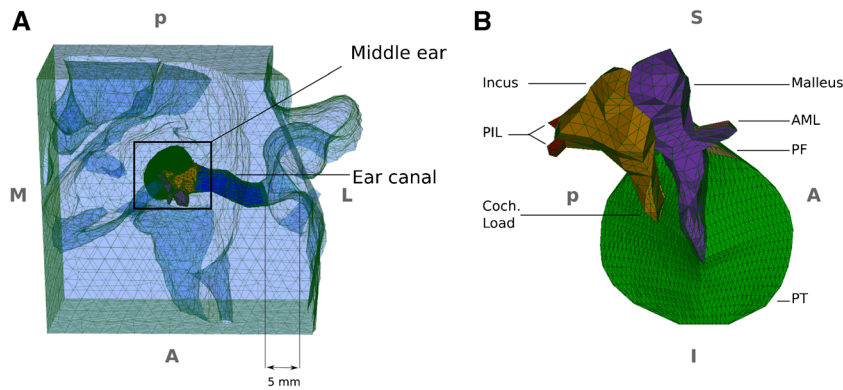 A
p
Middle ear
Ear canal
M
L
A
5 mm
B
S
Incus
Malleus
PIL
AML
PF
p
A
Coch.
Load
PT
I